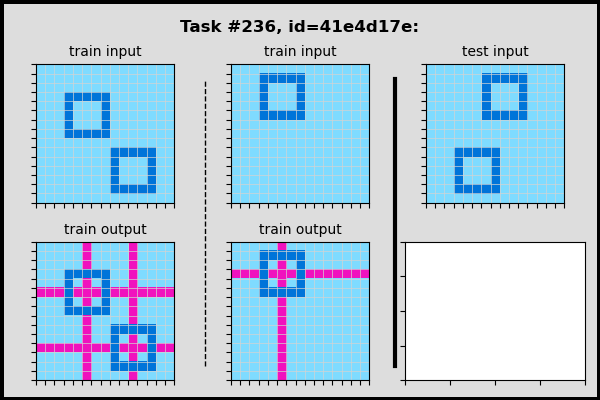 Task #236, id=41e4d17e:
train input
train input
test input
train output
train output